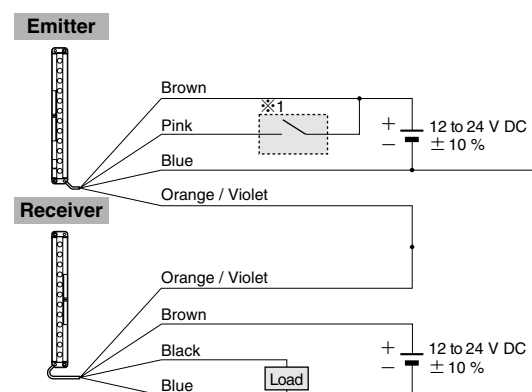 Emitter
Brown
※1
Pink
+
−
12 to 24 V DC
± 10 %
Blue
Orange / Violet
Receiver
Orange / Violet
Brown
Black
+
−
12 to 24 V DC
± 10 %
Load
Blue